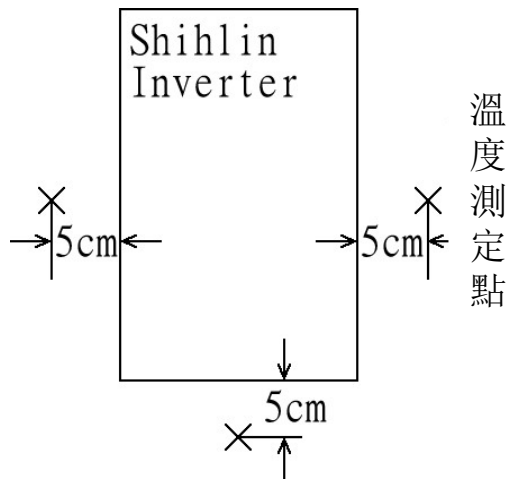 Shihlin
Inverter
溫度測定點
5cm
5cm
5cm